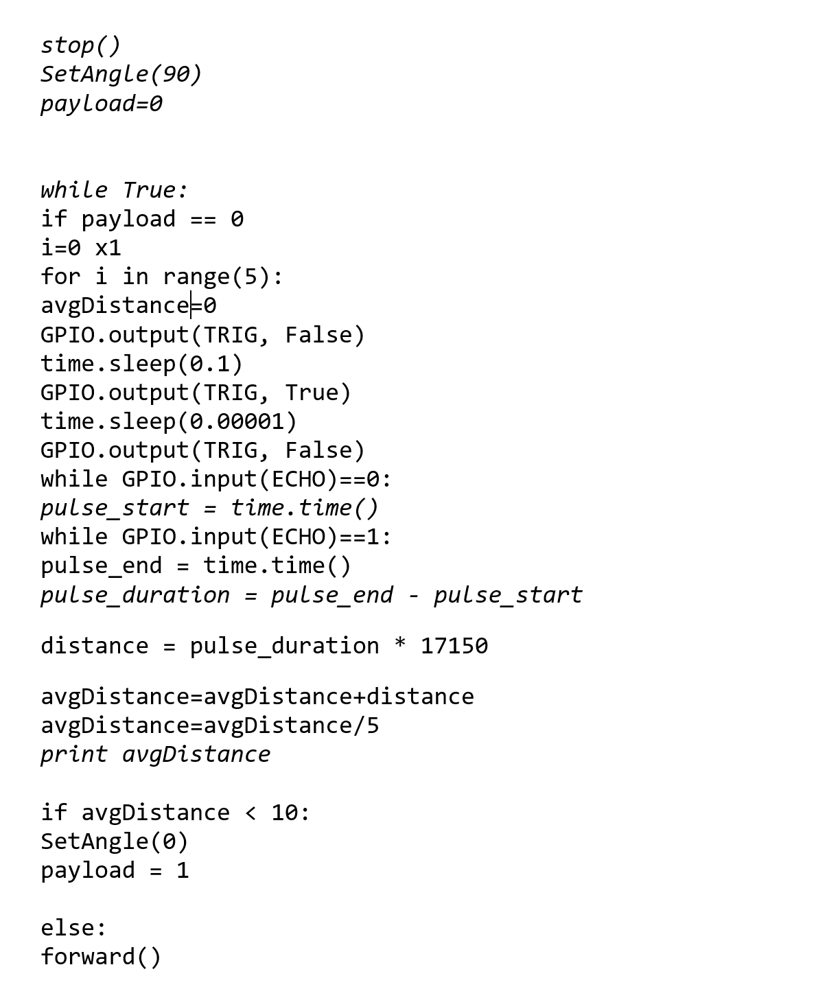 stop()
SetAngle(90)
payload=0
while True:
if payload == 0
i=0 x1
for i in range(5):
avgDistance=0
GPIO.output(TRIG, False)
time.sleep(0.1)
GPIO.output(TRIG, True)
time.sleep(0.00001)
GPIO.output(TRIG, False)
while GPIO.input(ECHO)==0:
pulse_start = time.time()
while GPIO.input(ECHO)==1:
pulse_end = time.time()
pulse_duration = pulse_end - pulse_start
distance = pulse_duration * 17150
avgDistance=avgDistance+distance
avgDistance=avgDistance/5
print avgDistance
if avgDistance < 10:
SetAngle(0)
payload = 1
else:
forward()